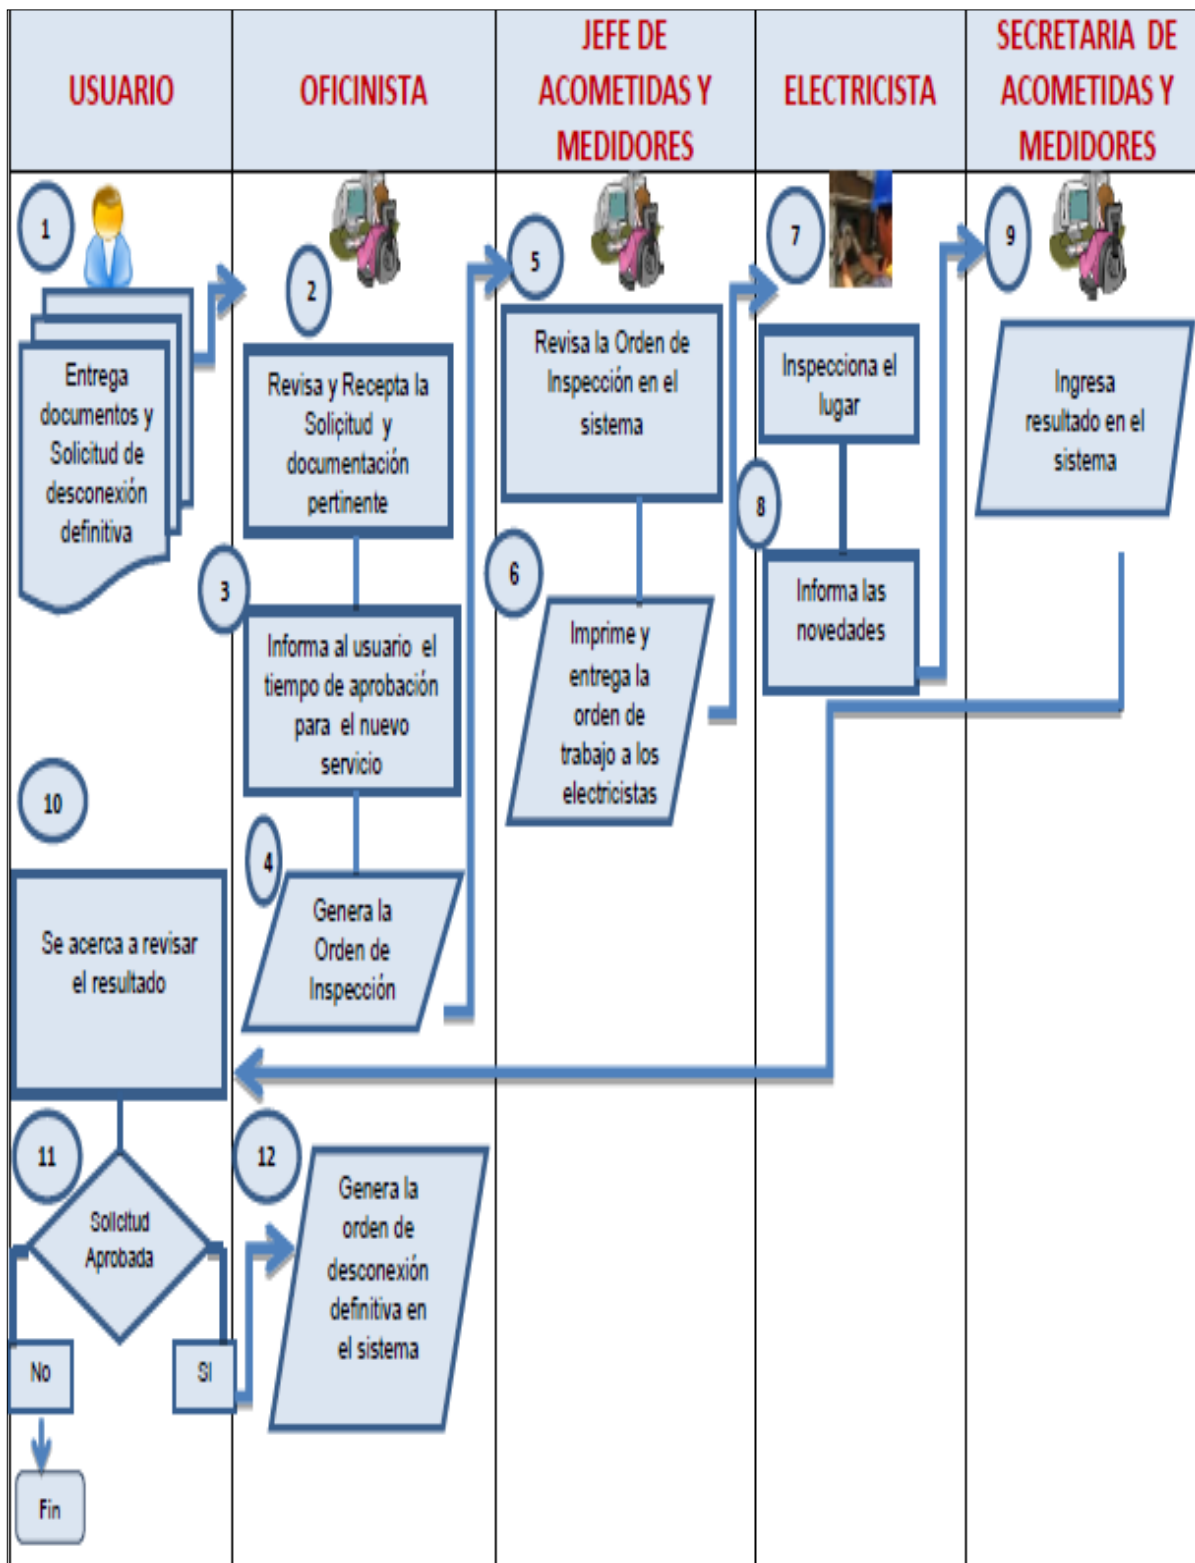 USUARIO
OFICINISTA
JEFE DE
ACOMETIDAS Y
MEDIDORES
ELECTRICISTA
SECRETARIA DE
ACOMETIDAS Y
MEDIDORES
1
Entrega
documentos y
Solicitud de
desconexión
definitiva
2
Revisa y Recepta la
Solicitud y
documentación
pertinente
3
Informa al usuario el
tiempo de aprobación
para el nuevo
servicio
4
Genera la
Orden de
Inspección
5
Revisa la Orden de
Inspección en el
sistema
6
Imprime y
entrega la
orden de
trabajo a los
electricistas
7
Inspecciona el
lugar
8
Informa las
novedades
9
Ingresa
resultado en el
sistema
10
Se acerca a revisar
el resultado
11
Solicitud
Aprobada
No
SI
Fin
12
Genera la
orden de
desconexión
definitiva en
el sistema